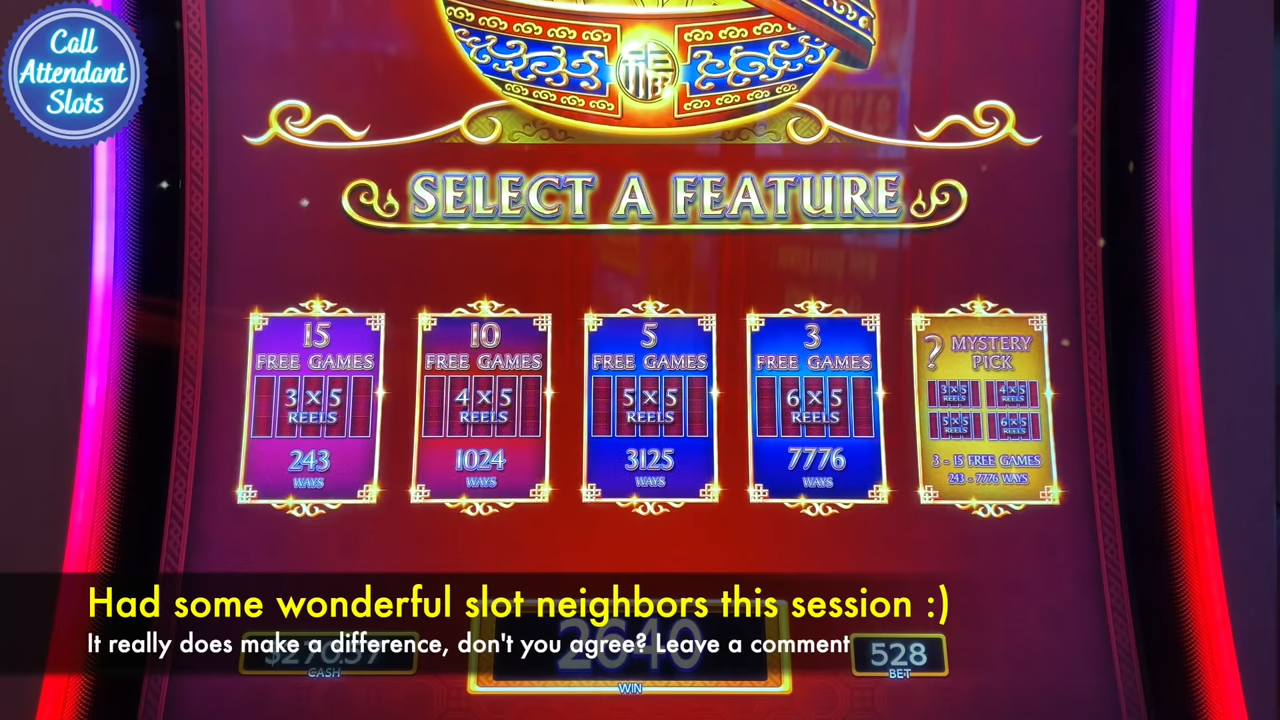 Call
Attendant
Slots
福
SELECT A FEATURE
15
FREE GAMES
3 x 5
REELS
243
WAYS
10
FREE GAMES
4 x 5
REELS
1024
WAYS
5
FREE GAMES
5 x 5
REELS
3125
WAYS
3
FREE GAMES
6 x 5
REELS
7776
WAYS
? MYSTERY
PICK
3 x 5
REELS
4 x 5
REELS
5 x 5
REELS
6 x 5
REELS
3 - 15 FREE GAMES
243 - 7776 WAYS
Had some wonderful slot neighbors this session :)
It really does make a difference, don't you agree? Leave a comment
$270.57
CASH
2640
WIN
528
BET